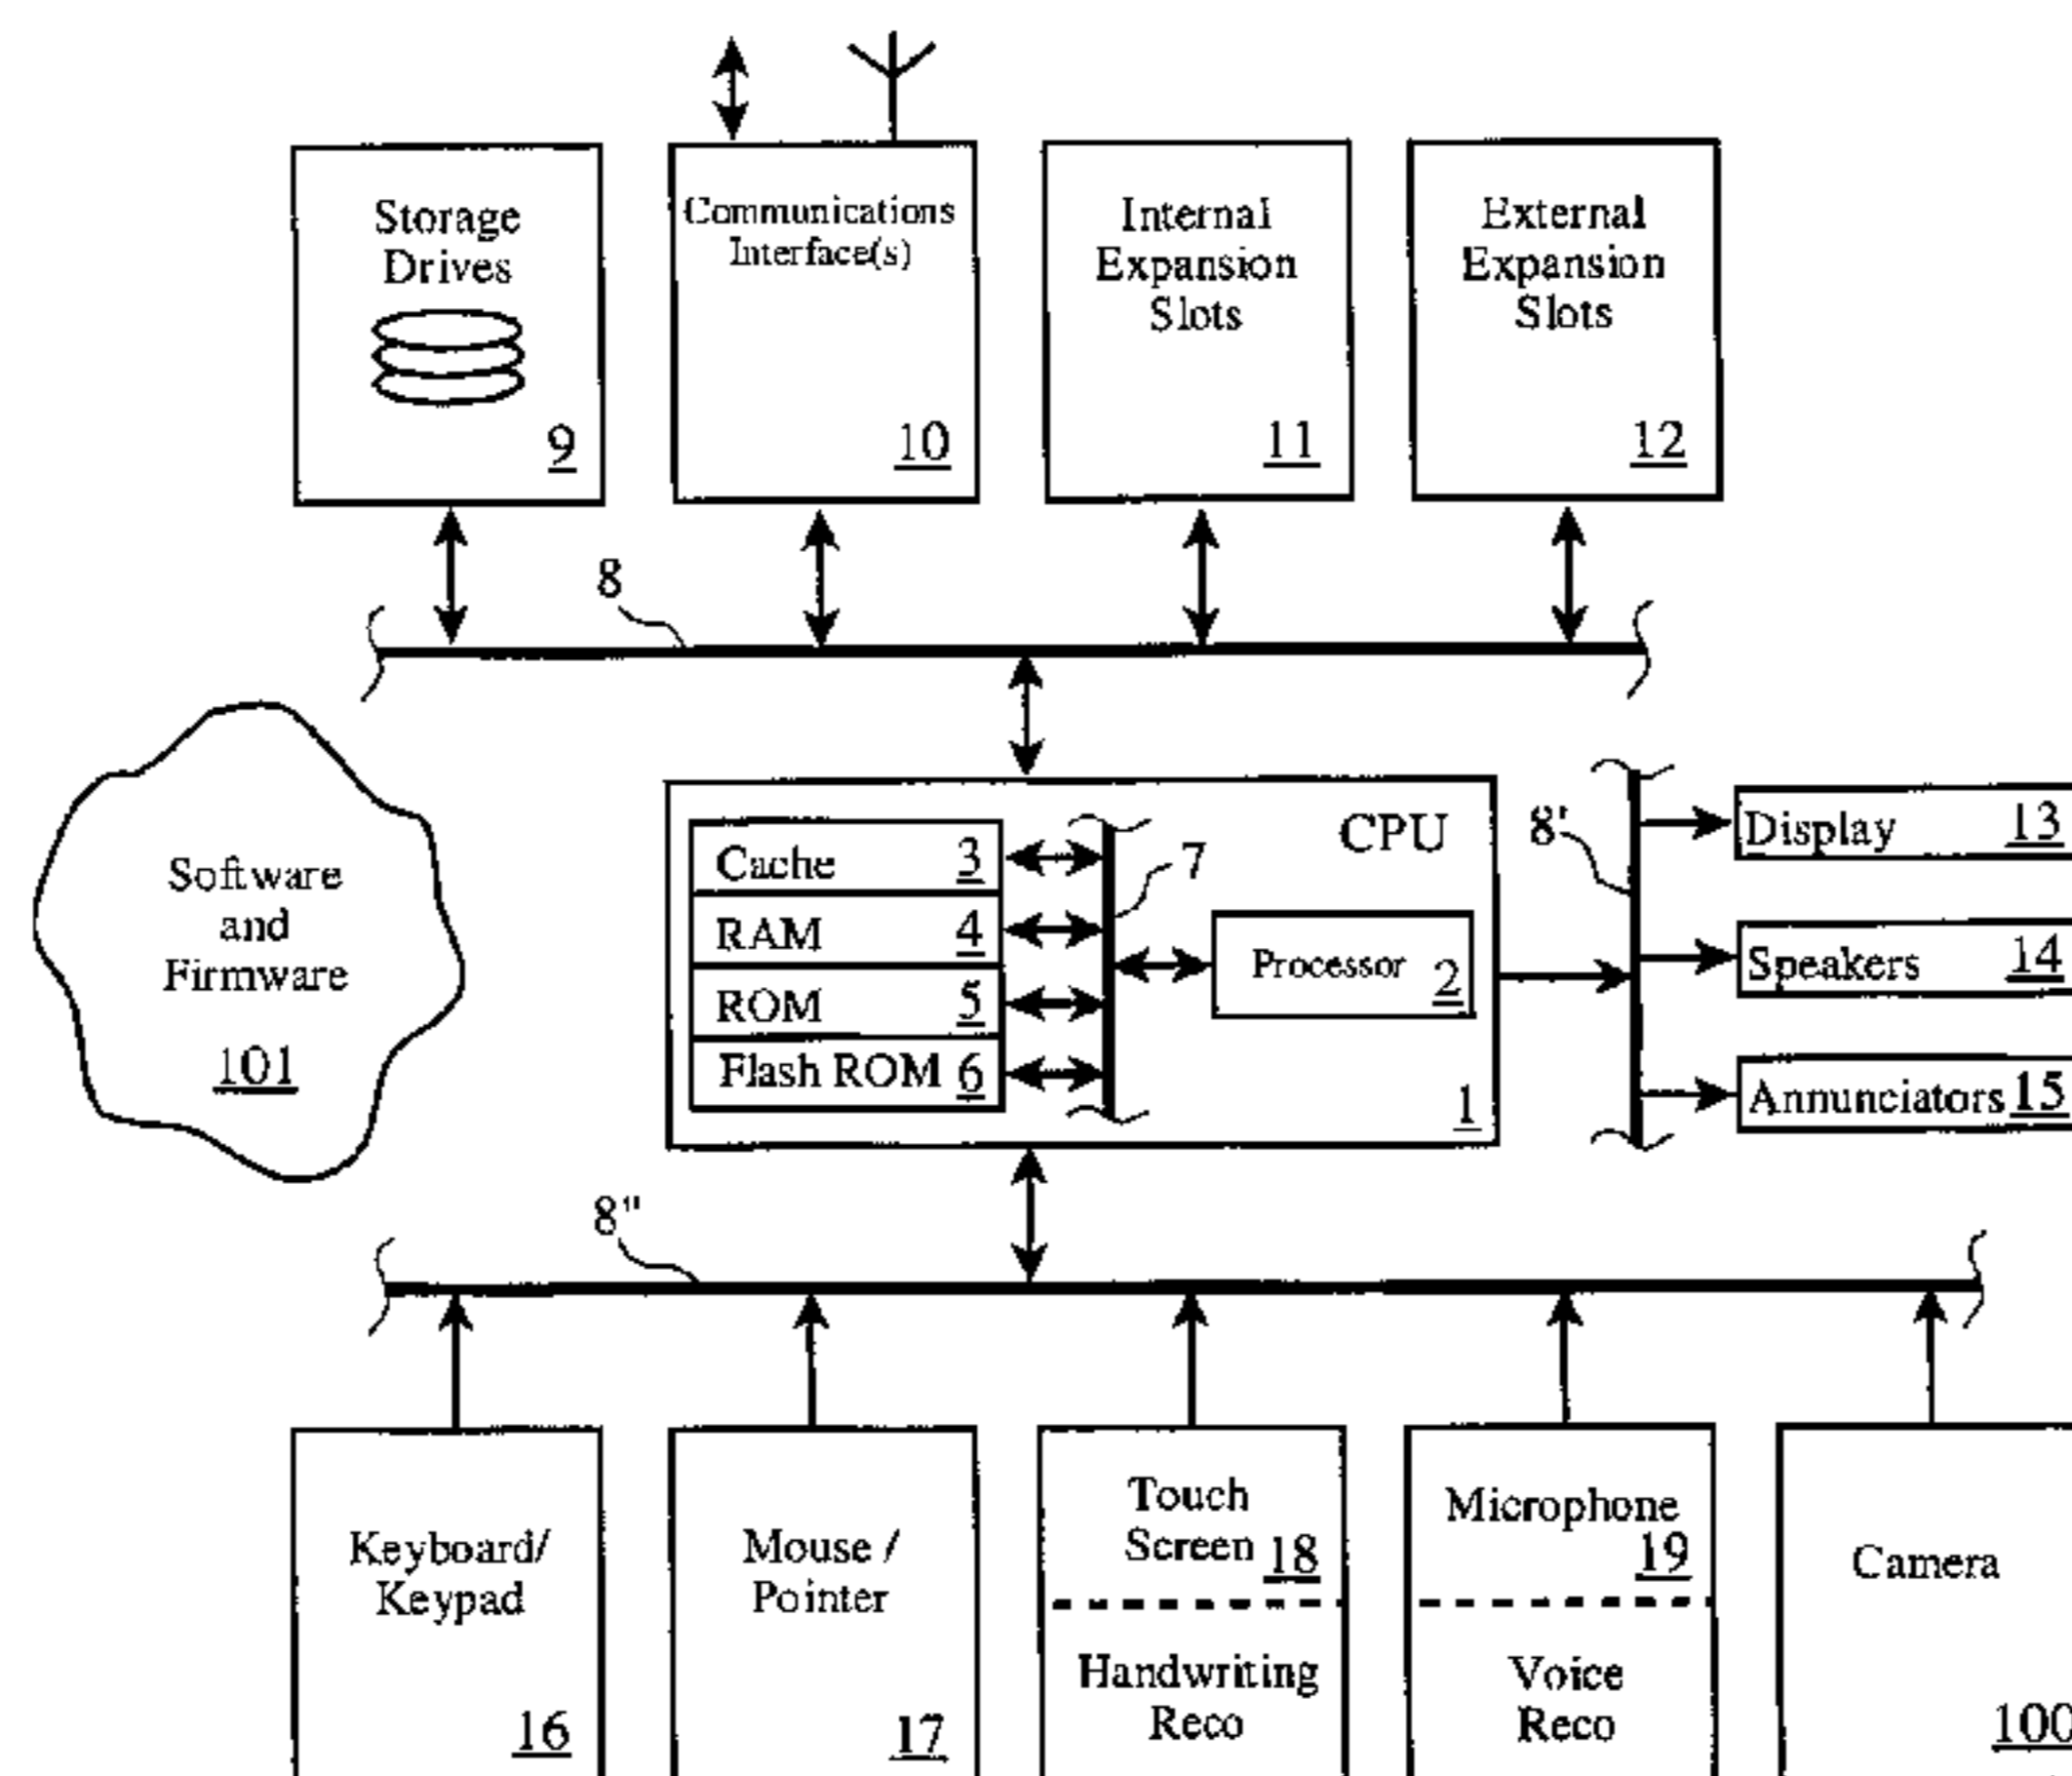 Storage
Drives
9
Communications
Interface(s)
10
Internal
Expansion
Slots
11
External
Expansion
Slots
12
8
Software
and
Firmware
101
CPU
Cache 3
RAM 4
ROM 5
Flash ROM 6
7
Processor 2
1
8'
Display 13
Speakers 14
Annunciators 15
8"
Keyboard/
Keypad
16
Mouse /
Pointer
17
Touch
Screen 18
Handwriting
Reco
Microphone
19
Voice
Reco
Camera
100